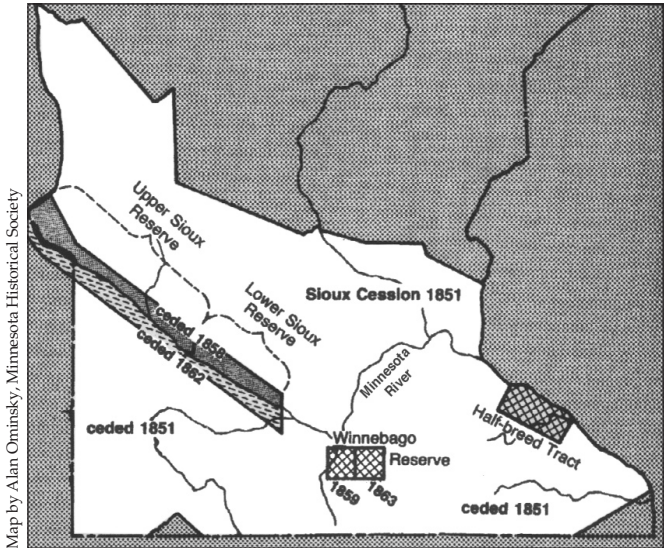 Map by Alan Ominsky, Minnesota Historical Society
Upper Sioux
Reserve
Lower Sioux
Reserve
Sioux Cession 1851
ceded 1858
ceded 1862
Minnesota
River
ceded 1851
Winnebago
Reserve
1859
1863
Half-breed Tract
ceded 1851